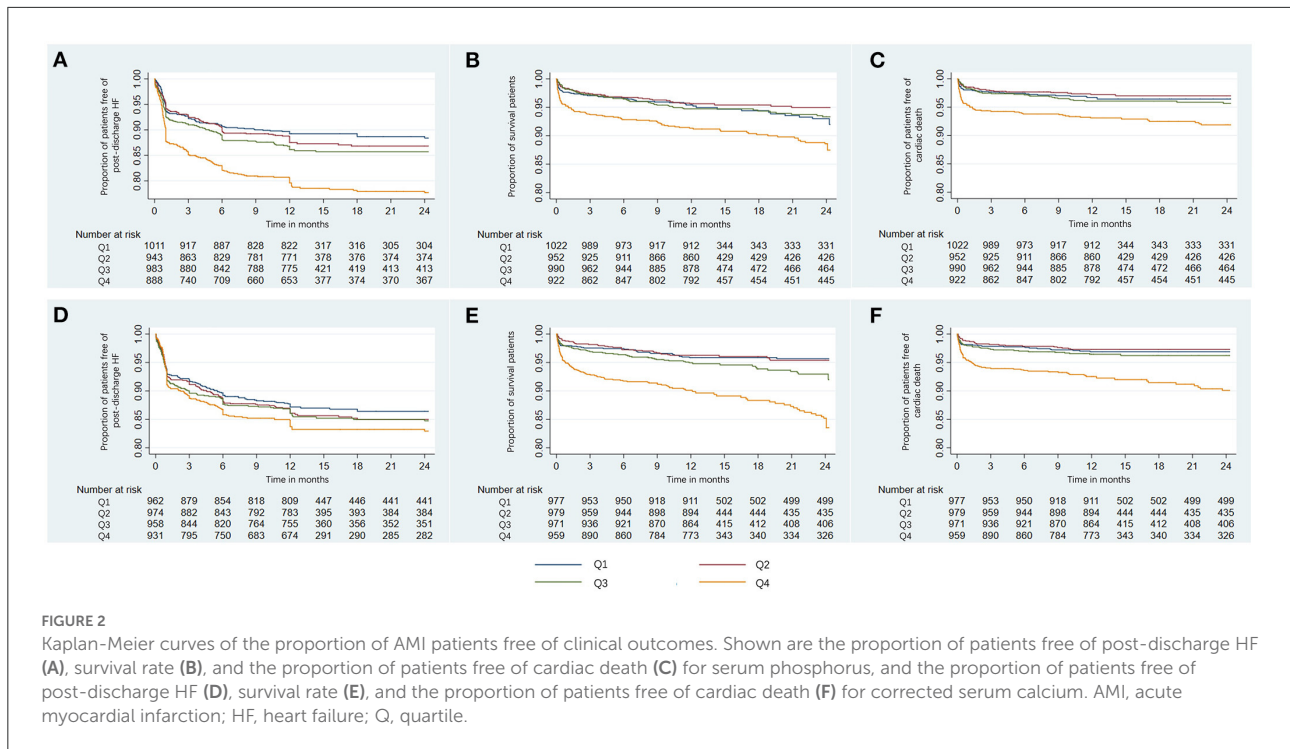 A
Proportion of patients free of
post-discharge HF
1.00
0.95
0.90
0.85
0.80
0 3 6 9 12 15 18 21 24
Time in months
Number at risk
Q1 1011 917 887 828 822 317 316 305 304
Q2 943 863 829 781 771 378 376 374 374
Q3 983 880 842 788 775 421 419 413 413
Q4 888 740 709 660 653 377 374 370 367
B
Proportion of survival patients
1.00
0.95
0.90
0.85
0.80
0 3 6 9 12 15 18 21 24
Time in months
Number at risk
Q1 1022 989 973 917 912 344 343 333 331
Q2 952 925 911 866 860 429 429 426 426
Q3 990 962 944 885 878 474 472 466 464
Q4 922 862 847 802 792 457 454 451 445
C
Proportion of patients free of
cardiac death
1.00
0.95
0.90
0.85
0.80
0 3 6 9 12 15 18 21 24
Time in months
Number at risk
Q1 1022 989 973 917 912 344 343 333 331
Q2 952 925 911 866 860 429 429 426 426
Q3 990 962 944 885 878 474 472 466 464
Q4 922 862 847 802 792 457 454 451 445
D
Proportion of patients free of
post-discharge HF
1.00
0.95
0.90
0.85
0.80
0 3 6 9 12 15 18 21 24
Time in months
Number at risk
Q1 962 879 854 818 809 447 446 441 441
Q2 974 882 843 792 783 395 393 384 384
Q3 958 844 820 764 755 360 356 352 351
Q4 931 795 750 683 674 291 290 285 282
E
Proportion of survival patients
1.00
0.95
0.90
0.85
0.80
0 3 6 9 12 15 18 21 24
Time in months
Number at risk
Q1 977 953 950 918 911 502 502 499 499
Q2 979 959 944 898 894 444 444 435 435
Q3 971 936 921 870 864 415 412 408 406
Q4 959 890 860 784 773 343 340 334 326
F
Proportion of patients free of
cardiac death
1.00
0.95
0.90
0.85
0.80
0 3 6 9 12 15 18 21 24
Time in months
Number at risk
Q1 977 953 950 918 911 502 502 499 499
Q2 979 959 944 898 894 444 444 435 435
Q3 971 936 921 870 864 415 412 408 406
Q4 959 890 860 784 773 343 340 334 326
Q1 Q2
Q3 Q4
FIGURE 2
Kaplan-Meier curves of the proportion of AMI patients free of clinical outcomes. Shown are the proportion of patients free of post-discharge HF
(A), survival rate (B), and the proportion of patients free of cardiac death (C) for serum phosphorus, and the proportion of patients free of
post-discharge HF (D), survival rate (E), and the proportion of patients free of cardiac death (F) for corrected serum calcium. AMI, acute
myocardial infarction; HF, heart failure; Q, quartile.